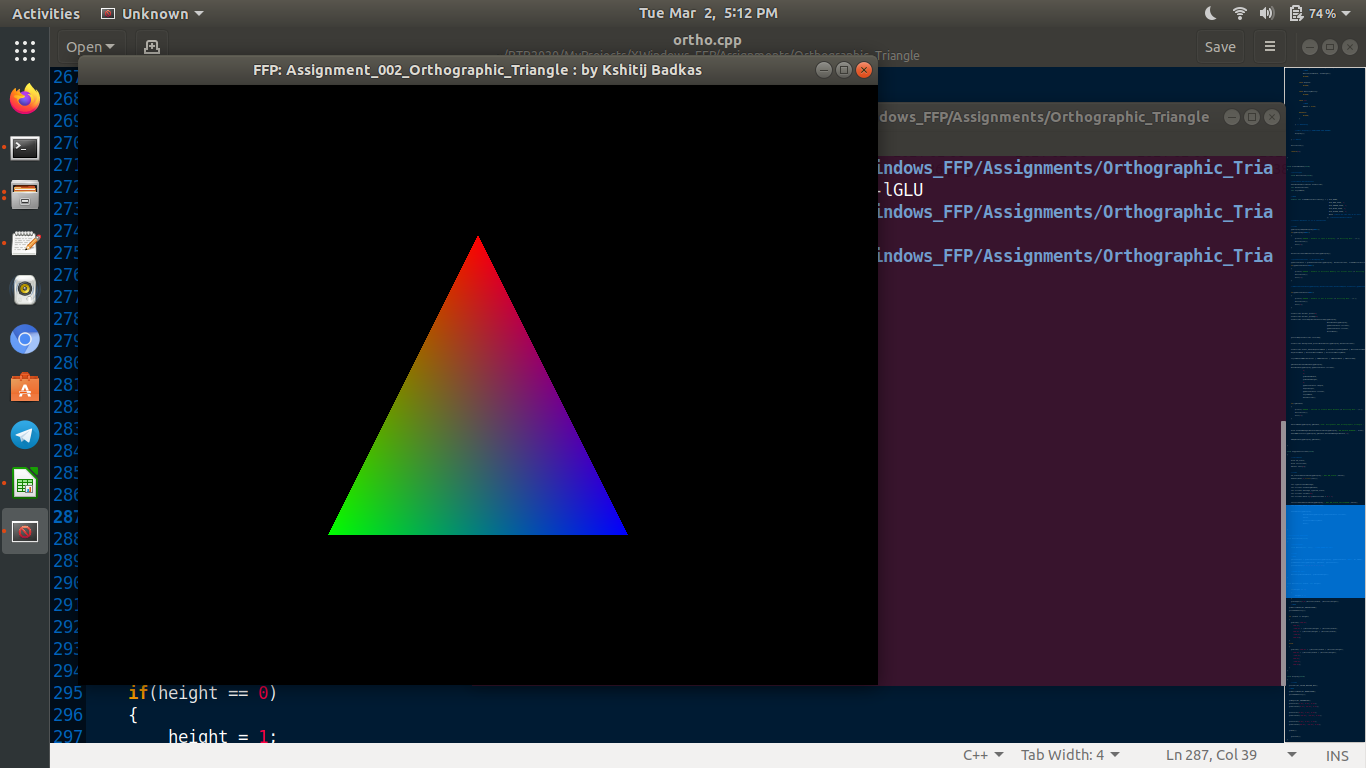 Activities
Unknown
Tue Mar 2, 5:12 PM
74%
Open
ortho.cpp
/RTR2020/MyProjects/XWindows_FFP/Assignments/Orthographic_Triangle
Save
FFP: Assignment_002_Orthographic_Triangle : by Kshitij Badkas
dows_FFP/Assignments/Orthographic_Triangle
indows_FFP/Assignments/Orthographic_Tria
-lGLU
indows_FFP/Assignments/Orthographic_Tria
indows_FFP/Assignments/Orthographic_Tria
267
268
269
270
271
272
273
274
275
276
277
278
279
280
281
282
283
284
285
286
287
288
289
290
291
292
293
294
295 if(height == 0)
296 {
297 height = 1;
C++
Tab Width: 4
Ln 287, Col 39
INS